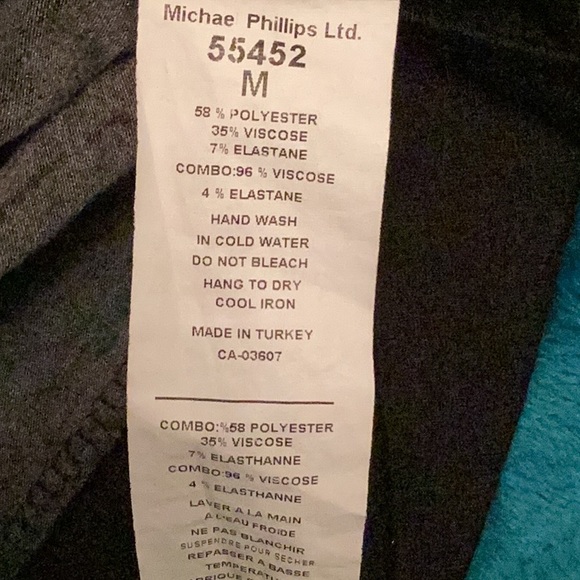 Michae Phillips Ltd.
55452
M
58 % POLYESTER
35% VISCOSE
7% ELASTANE
COMBO:96 % VISCOSE
4 % ELASTANE
HAND WASH
IN COLD WATER
DO NOT BLEACH
HANG TO DRY
COOL IRON
MADE IN TURKEY
CA-03607
COMBO:%58 POLYESTER
35% VISCOSE
7% ELASTHANNE
COMBO:96 % VISCOSE
4 % ELASTHANNE
LAVER A LA MAIN
A L'EAU FROIDE
NE PAS BLANCHIR
SUSPENDRE POUR SECHER
REPASSER A BASSE